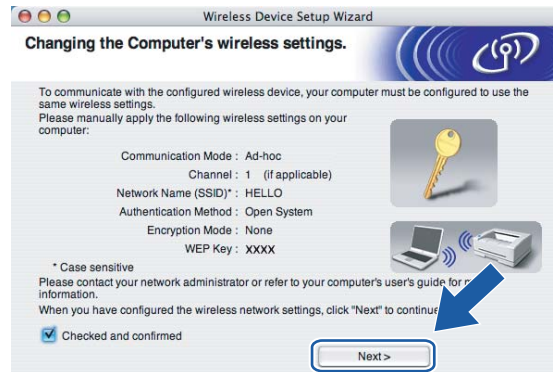 Wireless Device Setup Wizard
Changing the Computer's wireless settings.
To communicate with the configured wireless device, your computer must be configured to use the
same wireless settings.
Please manually apply the following wireless settings on your
computer:
Communication Mode : Ad-hoc
Channel : 1 (if applicable)
Network Name (SSID)* : HELLO
Authentication Method : Open System
Encryption Mode : None
WEP Key : XXXX
* Case sensitive
Please contact your network administrator or refer to your computer's user's guide for
information.
When you have configured the wireless network settings, click "Next" to continue
Checked and confirmed
Next >